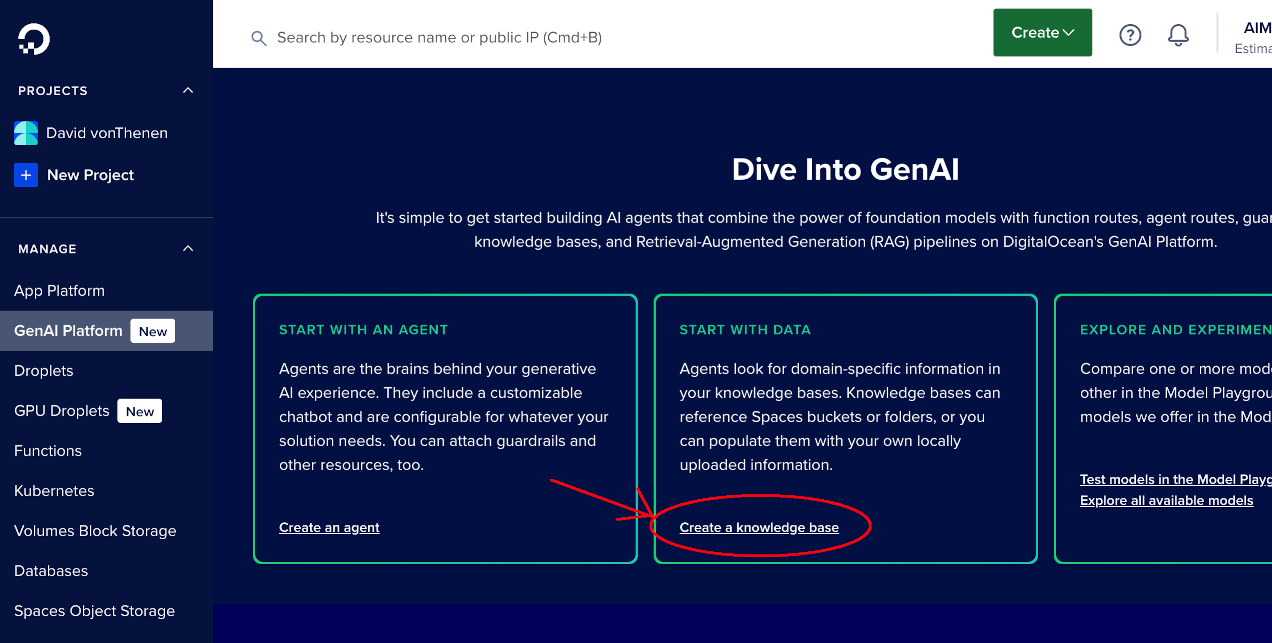 Search by resource name or public IP (Cmd+B)
Create
?
AIM
Estima
PROJECTS
David vonThenen
+ New Project
MANAGE
App Platform
GenAI Platform New
Droplets
GPU Droplets New
Functions
Kubernetes
Volumes Block Storage
Databases
Spaces Object Storage
Dive Into GenAI
It's simple to get started building AI agents that combine the power of foundation models with function routes, agent routes, gua
knowledge bases, and Retrieval-Augmented Generation (RAG) pipelines on DigitalOcean's GenAI Platform.
START WITH AN AGENT
Agents are the brains behind your generative
AI experience. They include a customizable
chatbot and are configurable for whatever your
solution needs. You can attach guardrails and
other resources, too.
Create an agent
START WITH DATA
Agents look for domain-specific information in
your knowledge bases. Knowledge bases can
reference Spaces buckets or folders, or you
can populate them with your own locally
uploaded information.
Create a knowledge base
EXPLORE AND EXPERIMEN
Compare one or more mod
other in the Model Playgrou
models we offer in the Mod
Test models in the Model Playg
Explore all available models